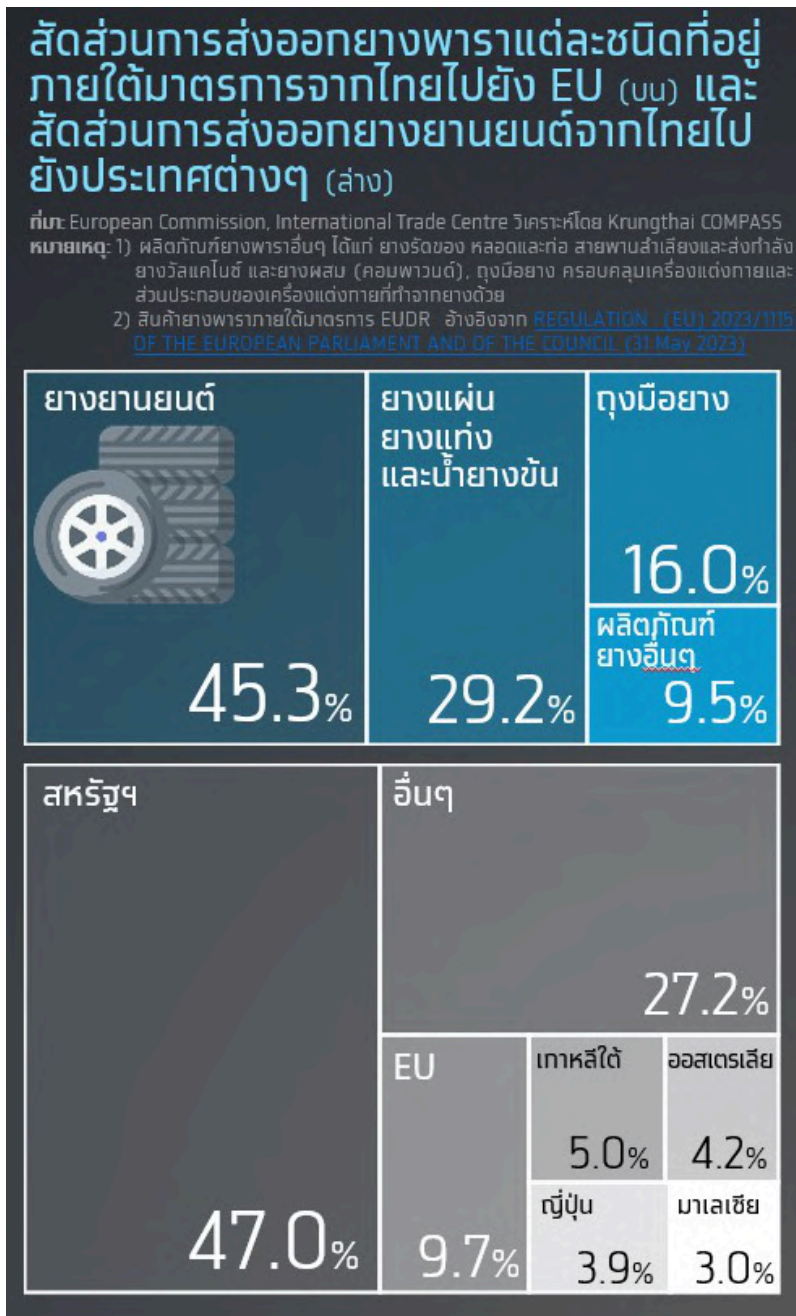 สัดส่วนการส่งออกยางพาราแต่ละชนิดที่อยู่
ภายใต้มาตรการจากไทยไปยัง EU (บน) และ
สัดส่วนการส่งออกยางยานยนต์จากไทยไป
ยังประเทศต่างๆ (ล่าง)
ที่มา: European Commission, International Trade Centre วิเคราะห์โดย Krungthai COMPASS
หมายเหตุ: 1) ผลิตภัณฑ์ยางพาราอื่นๆ ได้แก่ ยางรัดของ หลอดและท่อ สายพานลำเลียงและส่งกำลัง
ยางวัลแคไนซ์ และยางผสม (คอมพาวนด์), ถุงมือยาง ครอบคลุมเครื่องแต่งกายและ
ส่วนประกอบของเครื่องแต่งกายที่ทำจากยางด้วย
2) สินค้ายางพาราภายใต้มาตรการ EUDR อ้างอิงจาก REGULATION (EU) 2023/1115
OF THE EUROPEAN PARLIAMENT AND OF THE COUNCIL (31 May 2023)
ยางยานยนต์
45.3%
ยางแผ่น
ยางแท่ง
และน้ำยางข้น
29.2%
ถุงมือยาง
16.0%
ผลิตภัณฑ์
ยางอื่นๆ
9.5%
สหรัฐฯ
47.0%
อื่นๆ
27.2%
EU
9.7%
เกาหลีใต้
5.0%
ออสเตรเลีย
4.2%
ญี่ปุ่น
3.9%
มาเลเซีย
3.0%